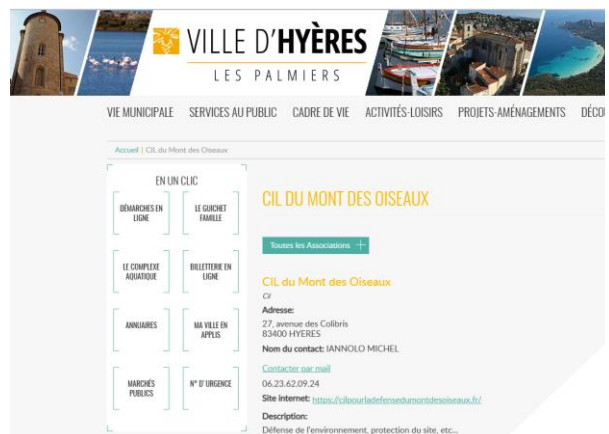 VILLE D'HYÈRES
LES PALMIERS
VIE MUNICIPALE SERVICES AU PUBLIC CADRE DE VIE ACTIVITÉS-LOISIRS PROJETS-AMÉNAGEMENTS DÉCOU
Accueil | CIL du Mont des Oiseaux
EN UN CLIC
DÉMARCHES EN LIGNE
LE GUICHET FAMILLE
LE COMPLEXE AQUATIQUE
BILLETTERIE EN LIGNE
ANNUAIRES
MA VILLE EN APPLIS
MARCHÉS PUBLICS
N° D'URGENCE
CIL DU MONT DES OISEAUX
Toutes les Associations +
CIL du Mont des Oiseaux
Cil
Adresse:
27, avenue des Colibris
83400 HYERES
Nom du contact: IANNOLO MICHEL
Contacter par mail
06.23.62.09.24
Site internet: https://cilpourladefensedumontdesoiseaux.fr/
Description:
Défense de l'environnement, protection du site, etc...